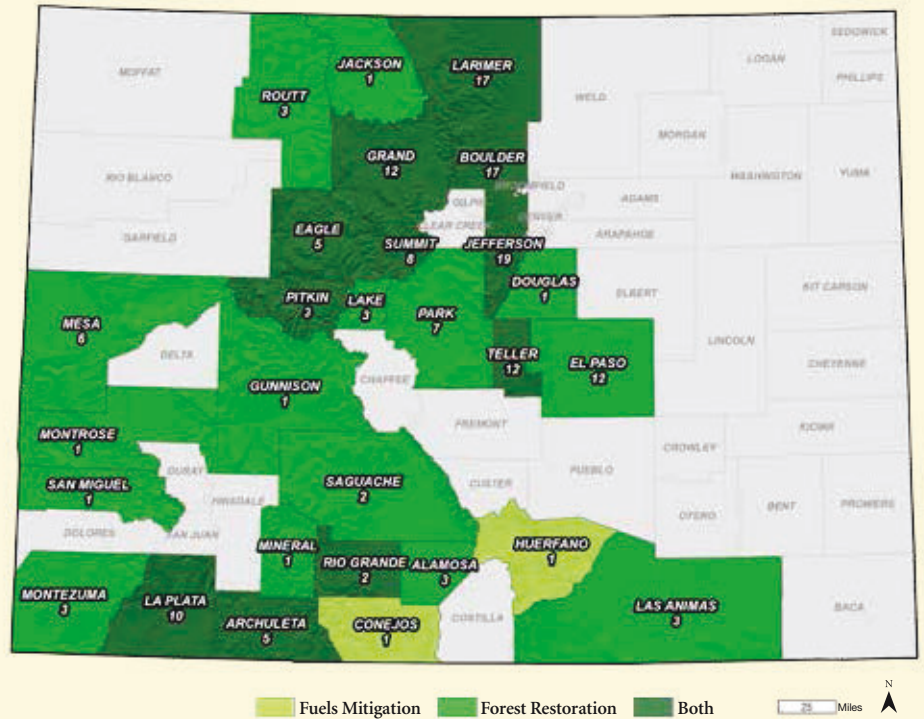 SEDGWICK
LOGAN
PHILLIPS
MOFFAT
JACKSON
1
LARIMER
17
ROUTT
3
WELD
MORGAN
GRAND
12
BOULDER
17
RIO BLANCO
WASHINGTON
YUMA
BROOMFIELD
ADAMS
GILPIN
DENVER
CLEAR CREEK
ARAPAHOE
GARFIELD
EAGLE
5
SUMMIT
8
JEFFERSON
19
DOUGLAS
1
ELBERT
KIT CARSON
PITKIN
3
LAKE
3
PARK
7
MESA
6
LINCOLN
DELTA
TELLER
12
EL PASO
12
CHEYENNE
GUNNISON
1
CHAFFEE
FREMONT
MONTROSE
1
KIOWA
CROWLEY
OURAY
PUEBLO
SAN MIGUEL
1
SAGUACHE
2
CUSTER
HINSDALE
OTERO
BENT
PROWERS
DOLORES
SAN JUAN
MINERAL
1
HUERFANO
1
RIO GRANDE
2
ALAMOSA
3
MONTEZUMA
3
LA PLATA
10
LAS ANIMAS
3
BACA
ARCHULETA
5
CONEJOS
1
COSTILLA
Fuels Mitigation
Forest Restoration
Both
25 Miles
N